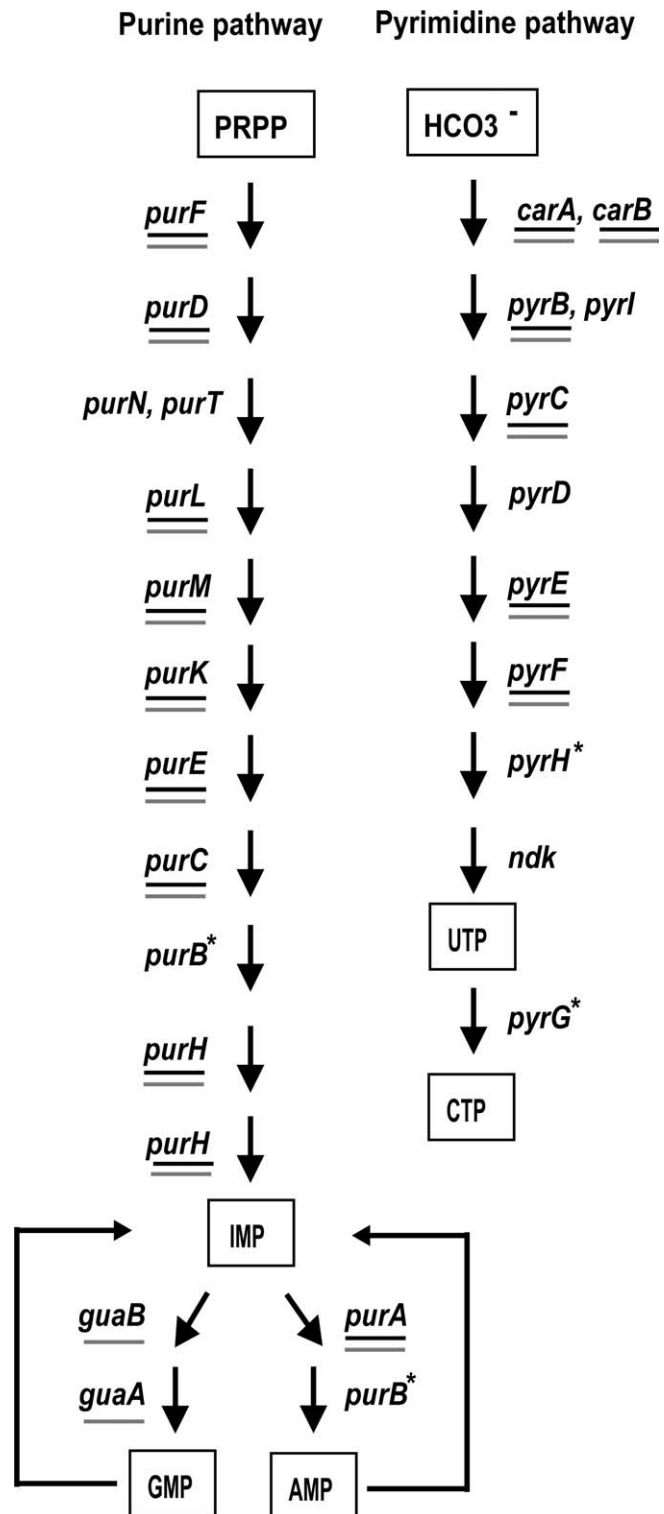 Purine pathway
PRPP
purF
purD
purN, purT
purL
purM
purK
purE
purC
purB*
purH
purH
IMP
guaB
purA
guaA
purB*
GMP
AMP
Pyrimidine pathway
HCO3 -
carA, carB
pyrB, pyrI
pyrC
pyrD
pyrE
pyrF
pyrH*
ndk
UTP
pyrG*
CTP